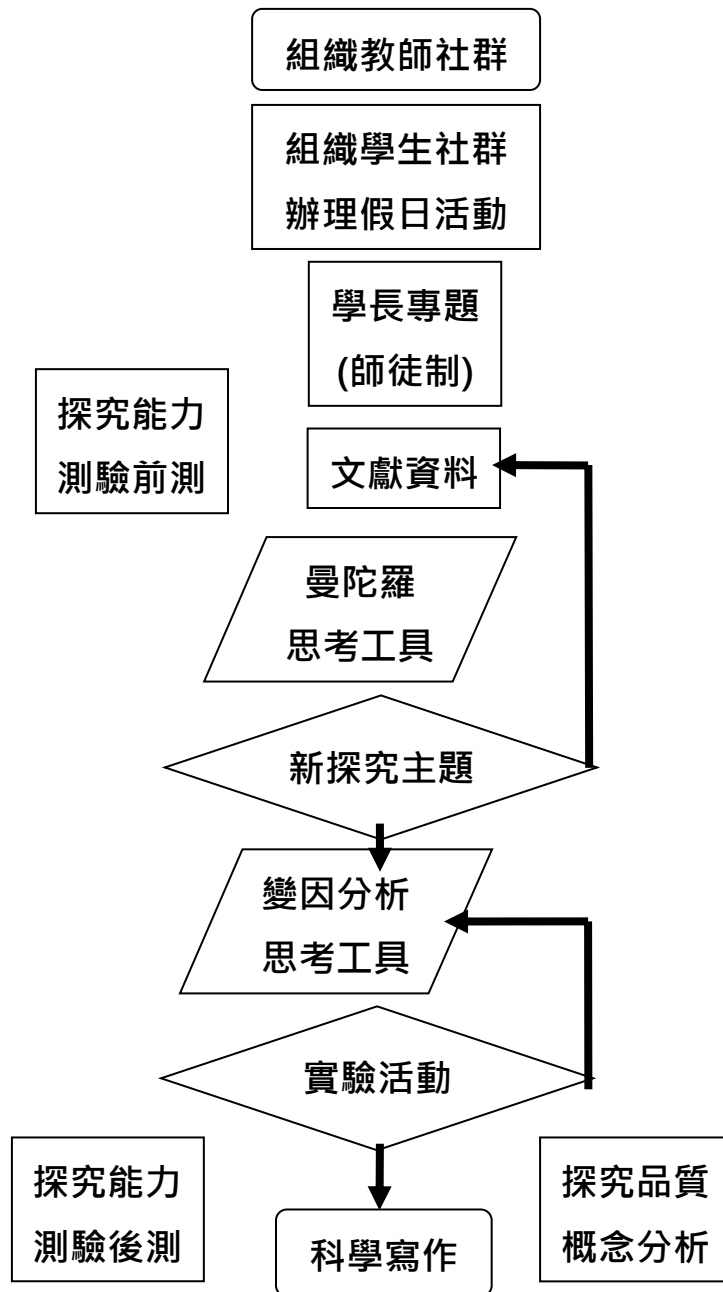 組織教師社群
組織學生社群
辦理假日活動
學長專題
(師徒制)
探究能力
測驗前測
文獻資料
曼陀羅
思考工具
新探究主題
變因分析
思考工具
實驗活動
探究能力
測驗後測
科學寫作
探究品質
概念分析